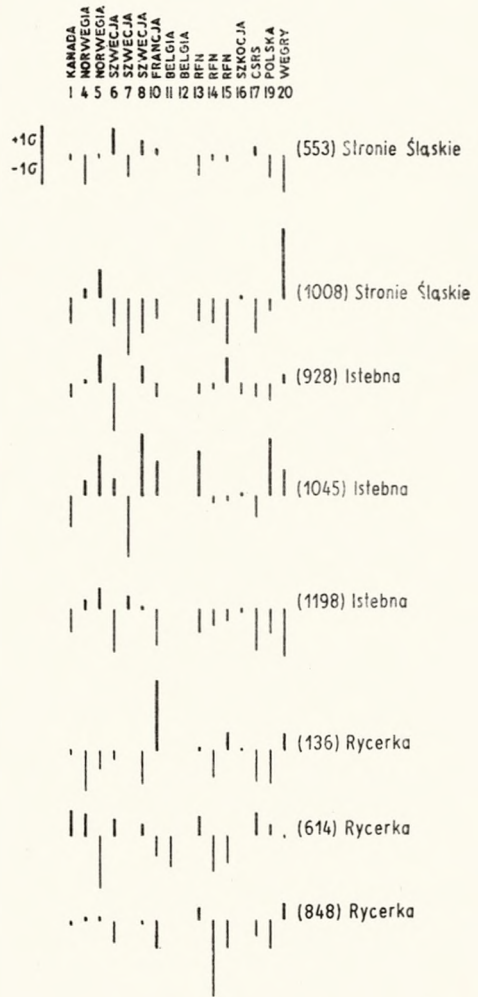 KANADA
NORWEGIA
NORWEGIA
SZWECJA
SZWECJA
SZWECJA
FRANCJA
BELGIA
BELGIA
RFN
RFN
RFN
SZKOCJA
CSRS
POLSKA
WĘGRY
1 4 5 6 7 8 10 11 12 13 14 15 16 17 19 20
+1G
-1G
(553) Stronie Śląskie
(1008) Stronie Śląskie
(928) Istebna
(1045) Istebna
(1198) Istebna
(136) Rycerka
(614) Rycerka
(848) Rycerka